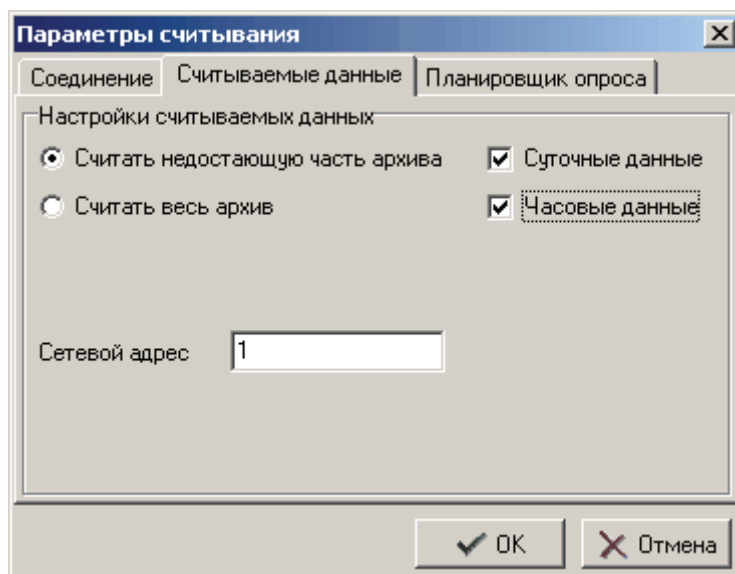 Параметры считывания
Соединение Считываемые данные Планировщик опроса
Настройки считываемых данных
Считать недостающую часть архива Суточные данные
Считать весь архив Часовые данные
Сетевой адрес 1
OK Отмена